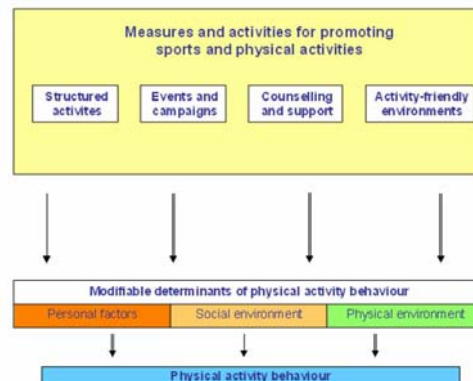 Measures and activities for promoting
sports and physical activities
Structured
activites
Events and
campaigns
Counselling
and support
Activity-friendly
environments
Modifiable determinants of physical activity behaviour
Personal factors
Social environment
Physical environment
Physical activity behaviour